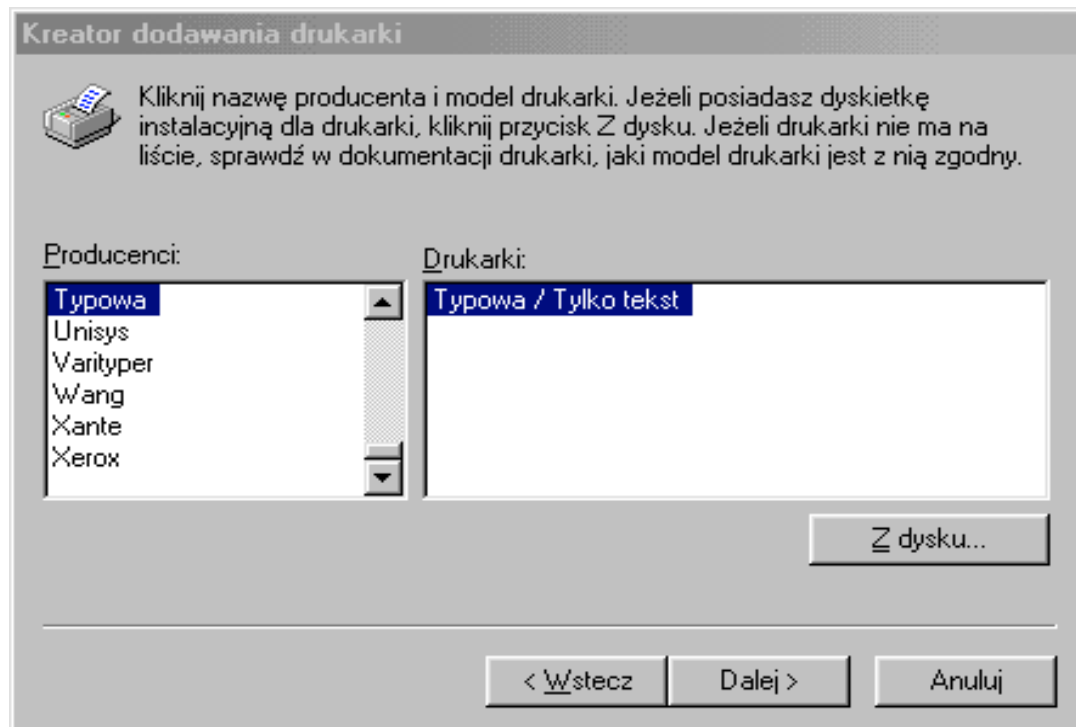 Kreator dodawania drukarki
Kliknij nazwę producenta i model drukarki. Jeżeli posiadasz dyskietkę
instalacyjną dla drukarki, kliknij przycisk Z dysku. Jeżeli drukarki nie ma na
liście, sprawdź w dokumentacji drukarki, jaki model drukarki jest z nią zgodny.
Producenci:
Typowa
Unisys
Varityper
Wang
Xante
Xerox
Drukarki:
Typowa / Tylko tekst
Z dysku...
< Wstecz
Dalej >
Anuluj